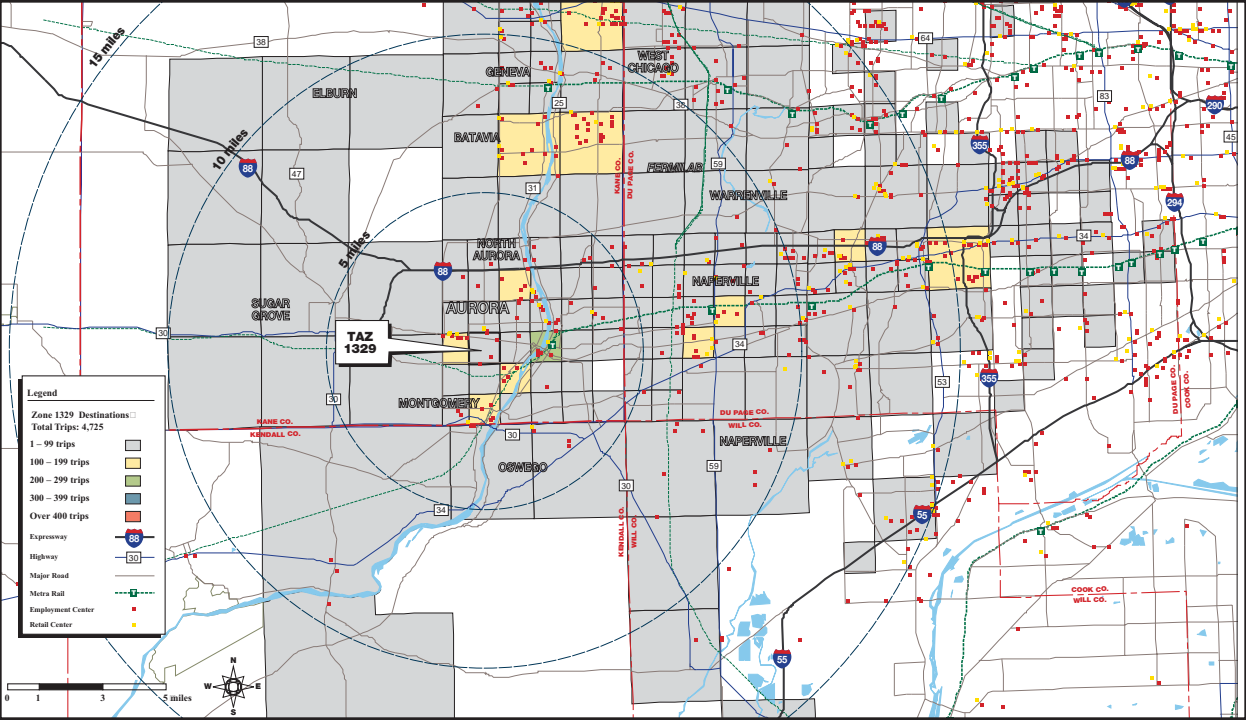 15 miles
38
ELBURN
GENEVA
WEST
CHICAGO
64
25
38
83
290
BATAVIA
10 miles
88
47
KANE CO.
DU PAGE CO.
FERMILAB
59
355
88
45
31
WARRENVILLE
294
5 miles
NORTH
AURORA
88
88
34
SUGAR
GROVE
AURORA
NAPERVILLE
30
TAZ
1329
34
53
355
DU PAGE CO.
COOK CO.
30
MONTGOMERY
KANE CO.
KENDALL CO.
30
DU PAGE CO.
WILL CO.
NAPERVILLE
OSWEGO
59
30
34
KENDALL CO.
WILL CO.
55
COOK CO.
WILL CO.
55
Legend
Zone 1329 Destinations
Total Trips: 4,725
1 – 99 trips
100 – 199 trips
200 – 299 trips
300 – 399 trips
Over 400 trips
Expressway
88
Highway
30
Major Road
Metra Rail
T
Employment Center
Retail Center
N
W
E
S
0
1
3
5 miles